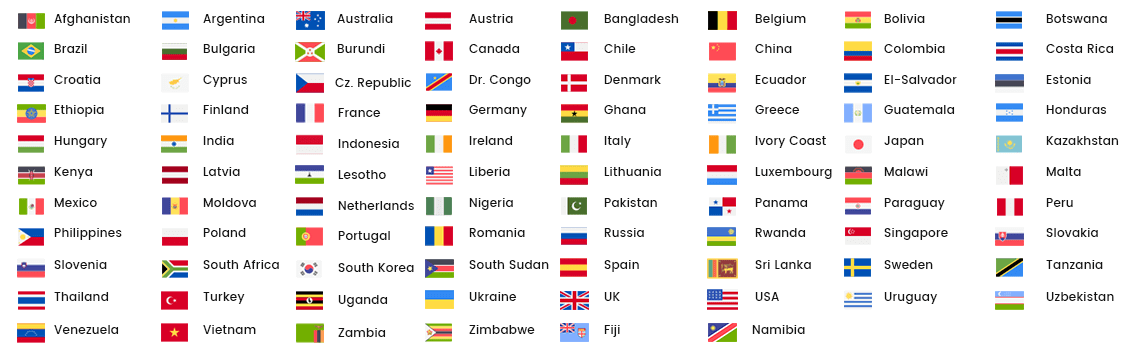 Afghanistan Argentina Australia Austria Bangladesh Belgium Bolivia Botswana
Brazil Bulgaria Burundi Canada Chile China Colombia Costa Rica
Croatia Cyprus Cz. Republic Dr. Congo Denmark Ecuador El-Salvador Estonia
Ethiopia Finland France Germany Ghana Greece Guatemala Honduras
Hungary India Indonesia Ireland Italy Ivory Coast Japan Kazakhstan
Kenya Latvia Lesotho Liberia Lithuania Luxembourg Malawi Malta
Mexico Moldova Netherlands Nigeria Pakistan Panama Paraguay Peru
Philippines Poland Portugal Romania Russia Rwanda Singapore Slovakia
Slovenia South Africa South Korea South Sudan Spain Sri Lanka Sweden Tanzania
Thailand Turkey Uganda Ukraine UK USA Uruguay Uzbekistan
Venezuela Vietnam Zambia Zimbabwe Fiji Namibia